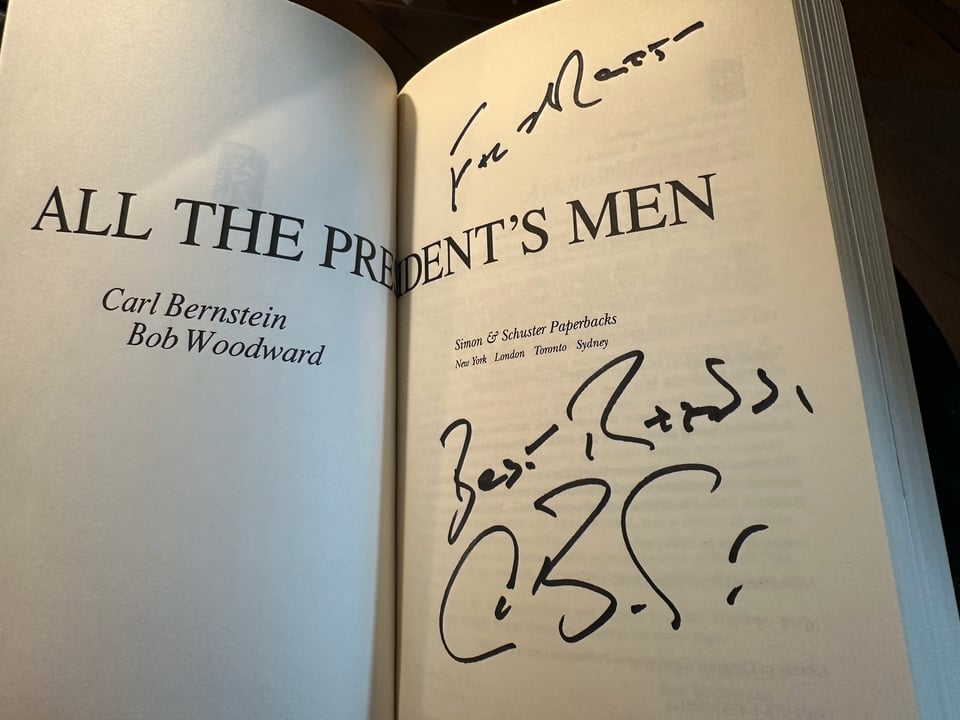 For Matt -
ALL THE PRESIDENT'S MEN
Carl Bernstein
Bob Woodward
Simon & Schuster Paperbacks
New York London Toronto Sydney
Best Regards,